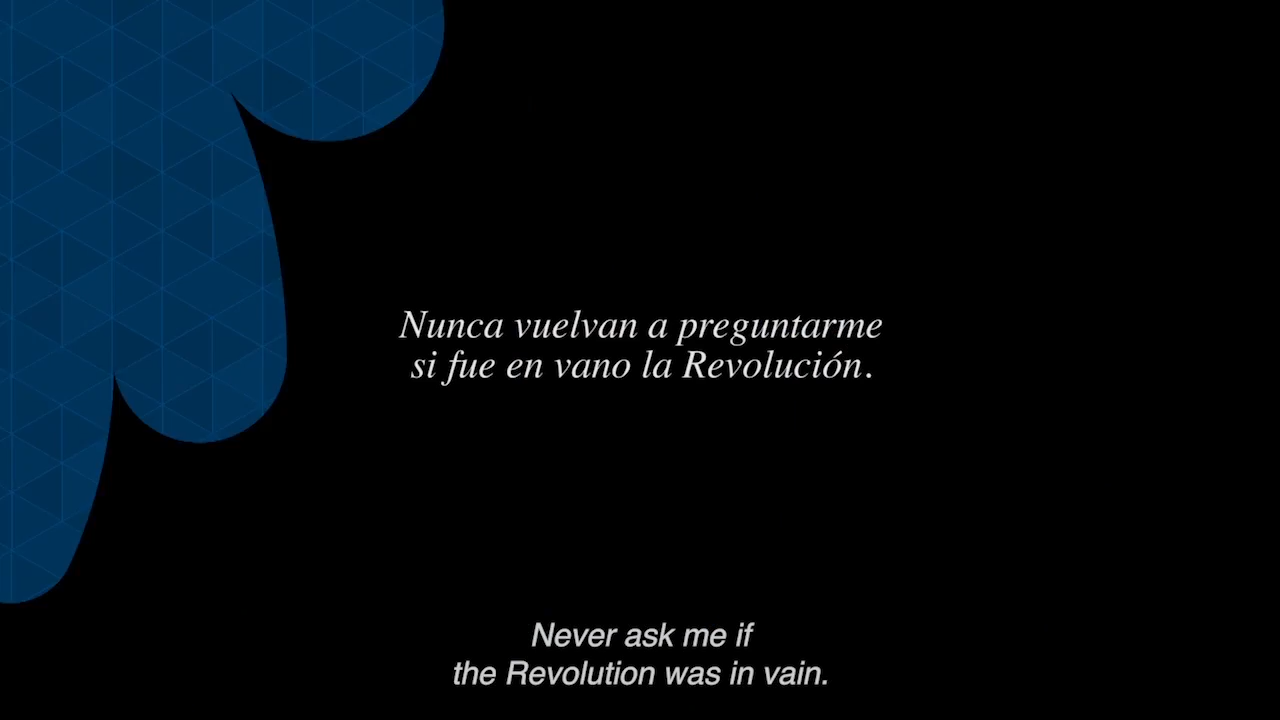 Nunca vuelvan a preguntarme
si fue en vano la Revolución.
Never ask me if
the Revolution was in vain.